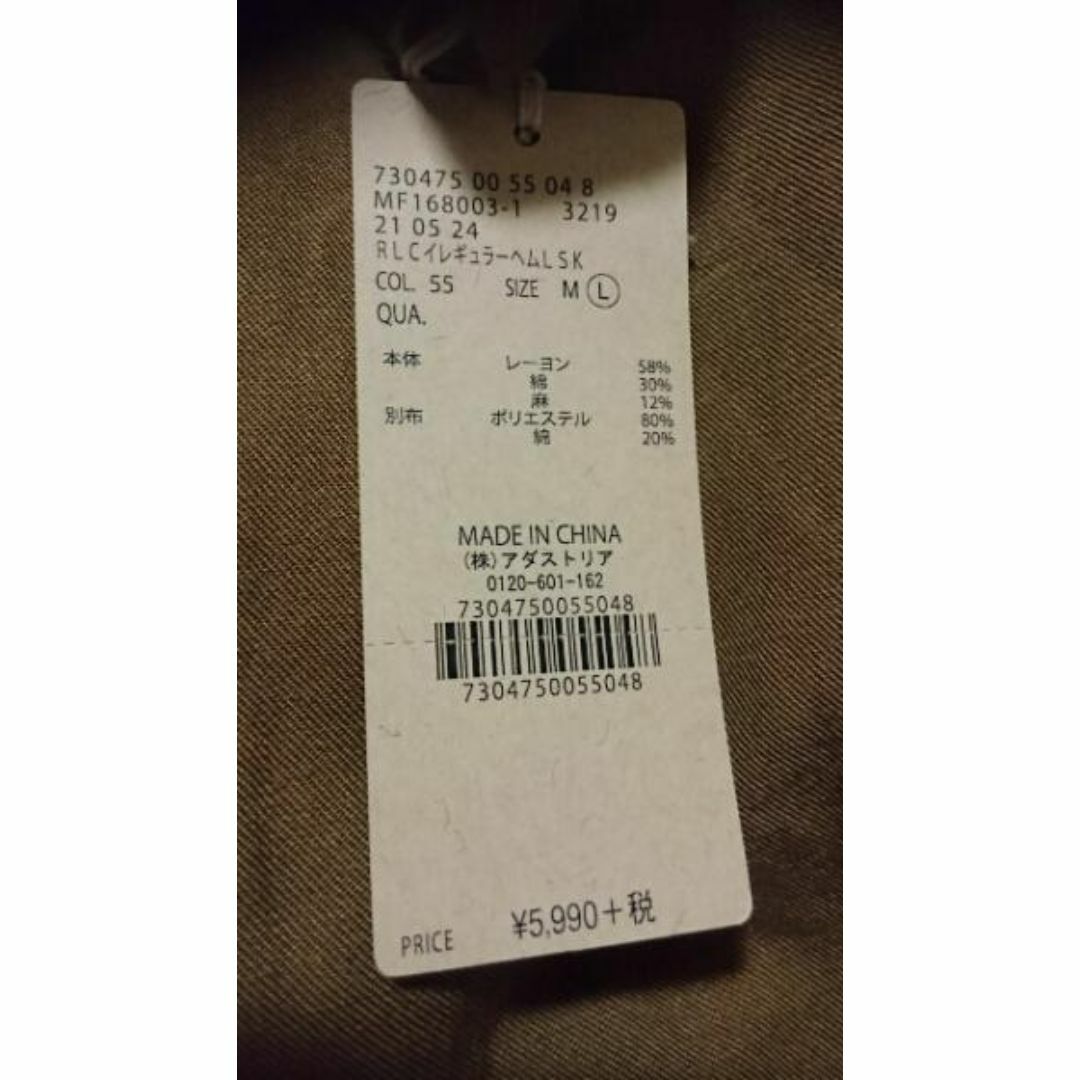 730475 00 55 04 8
MF168003-1 3219
21 05 24
RLCイレギュラーヘムLSK
COL. 55 SIZE M L
QUA.
本体 レーヨン 58%
綿 30%
麻 12%
別布 ポリエステル 80%
綿 20%
MADE IN CHINA
(株)アダストリア
0120-601-162
7304750055048
7304750055048
PRICE ¥5,990+税